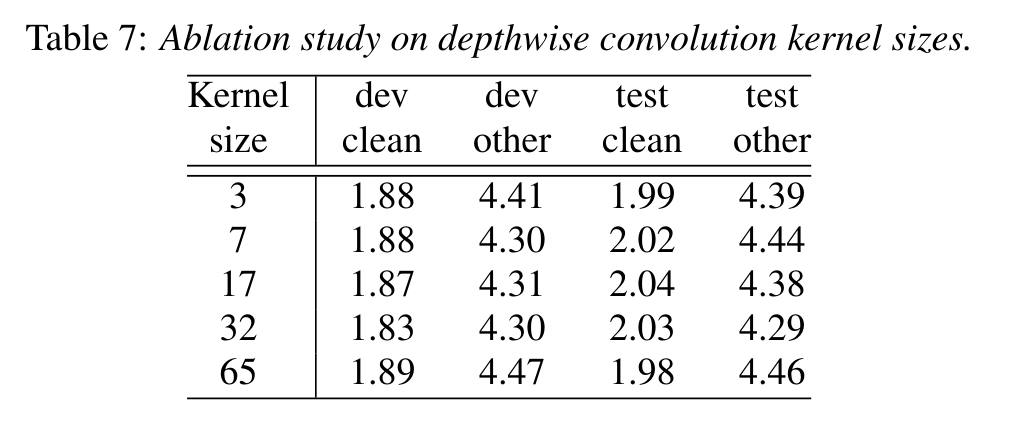 Table 7: Ablation study on depthwise convolution kernel sizes.
Kernel dev dev test test
size clean other clean other
3 1.88 4.41 1.99 4.39
7 1.88 4.30 2.02 4.44
17 1.87 4.31 2.04 4.38
32 1.83 4.30 2.03 4.29
65 1.89 4.47 1.98 4.46